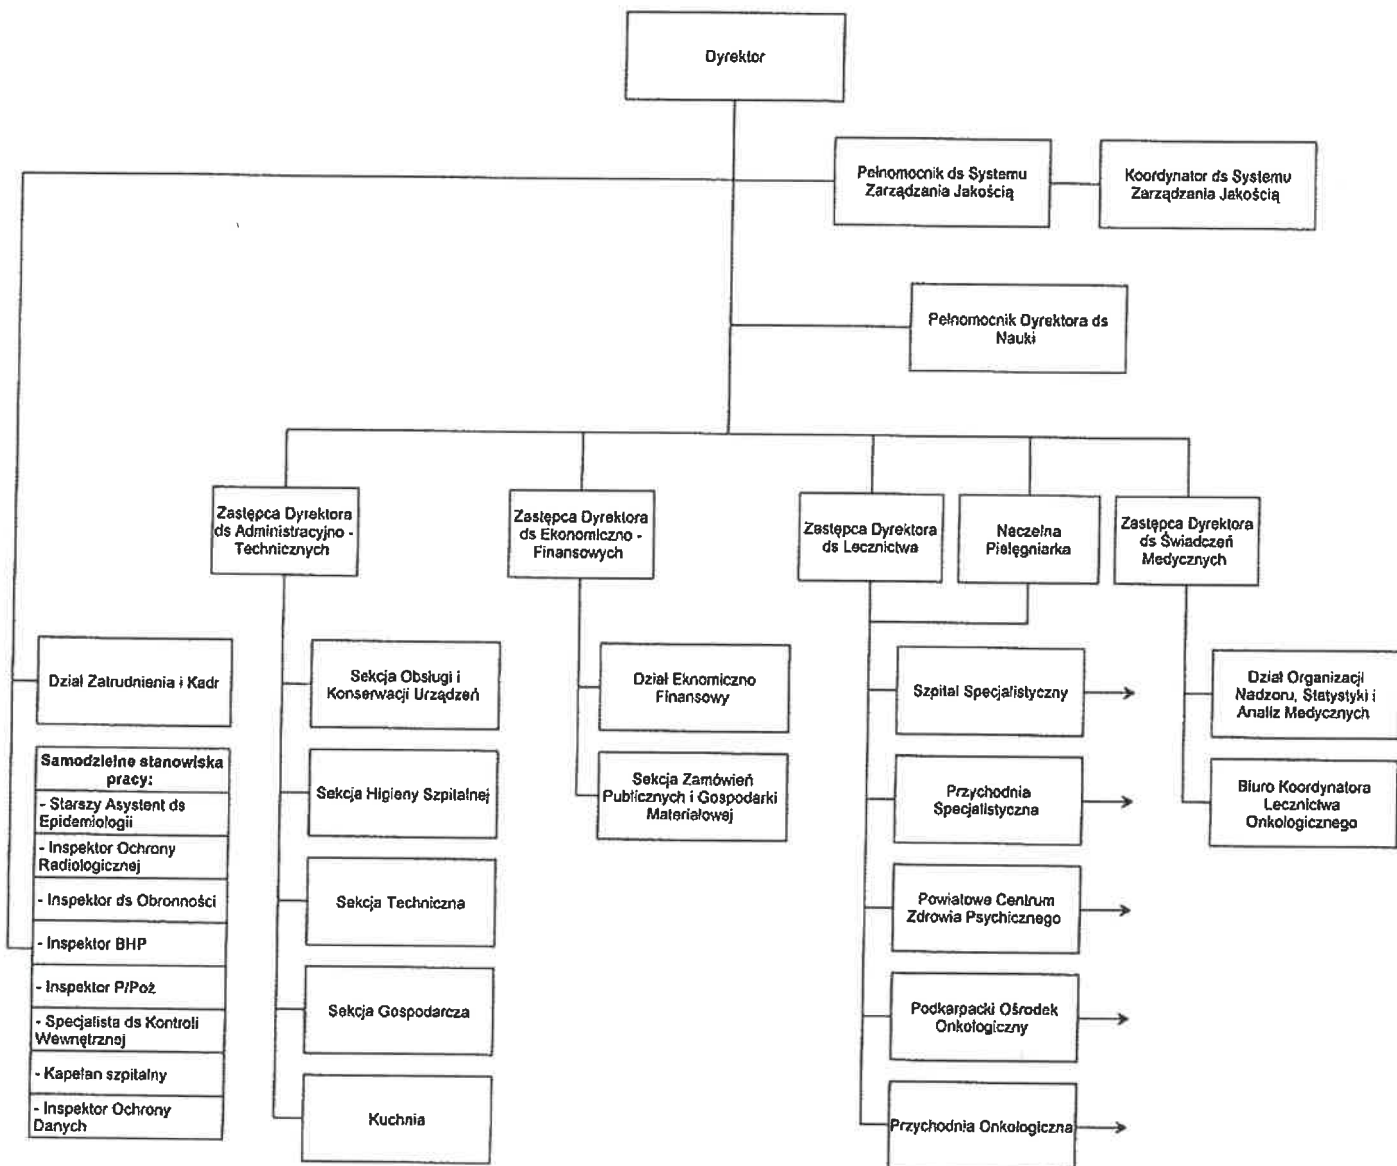 Dyrektor
Pełnomocnik ds Systemu
Zarządzania Jakością
Koordynator ds Systemu
Zarządzania Jakością
Pełnomocnik Dyrektora ds
Nauki
Zastępca Dyrektora
ds Administracyjno -
Technicznych
Zastępca Dyrektora
ds Ekonomiczno -
Finansowych
Zastępca Dyrektora
ds Lecznictwa
Naczelna
Pielęgniarka
Zastępca Dyrektora
ds Świadczeń
Medycznych
Dział Zatrudnienia i Kadr
Samodzielne stanowiska
pracy:
- Starszy Asystent ds
Epidemiologii
- Inspektor Ochrony
Radiologicznej
- Inspektor ds Obronności
- Inspektor BHP
- Inspektor P/Poż
- Specjalista ds Kontroli
Wewnętrznej
- Kapelan szpitalny
- Inspektor Ochrony
Danych
Sekcja Obsługi i
Konserwacji Urządzeń
Sekcja Higieny Szpitalnej
Sekcja Techniczna
Sekcja Gospodarcza
Kuchnia
Dział Eknomiczno
Finansowy
Sekcja Zamówień
Publicznych i Gospodarki
Materiałowej
Szpital Specjalistyczny
Przychodnia
Specjalistyczna
Powiatowe Centrum
Zdrowia Psychicznego
Podkarpacki Ośrodek
Onkologiczny
Przychodnia Onkologiczna
Dział Organizacji
Nadzoru, Statystyki i
Analiz Medycznych
Biuro Koordynatora
Lecznictwa
Onkologicznego